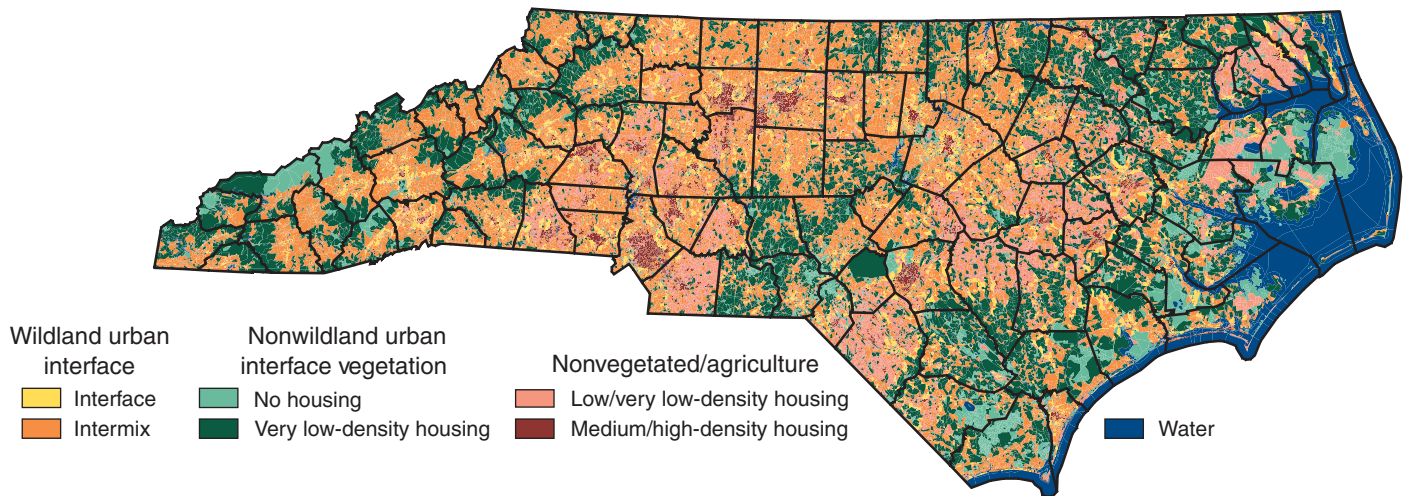 Wildland urban
interface
Interface
Intermix
Nonwildland urban
interface vegetation
No housing
Very low-density housing
Nonvegetated/agriculture
Low/very low-density housing
Medium/high-density housing
Water